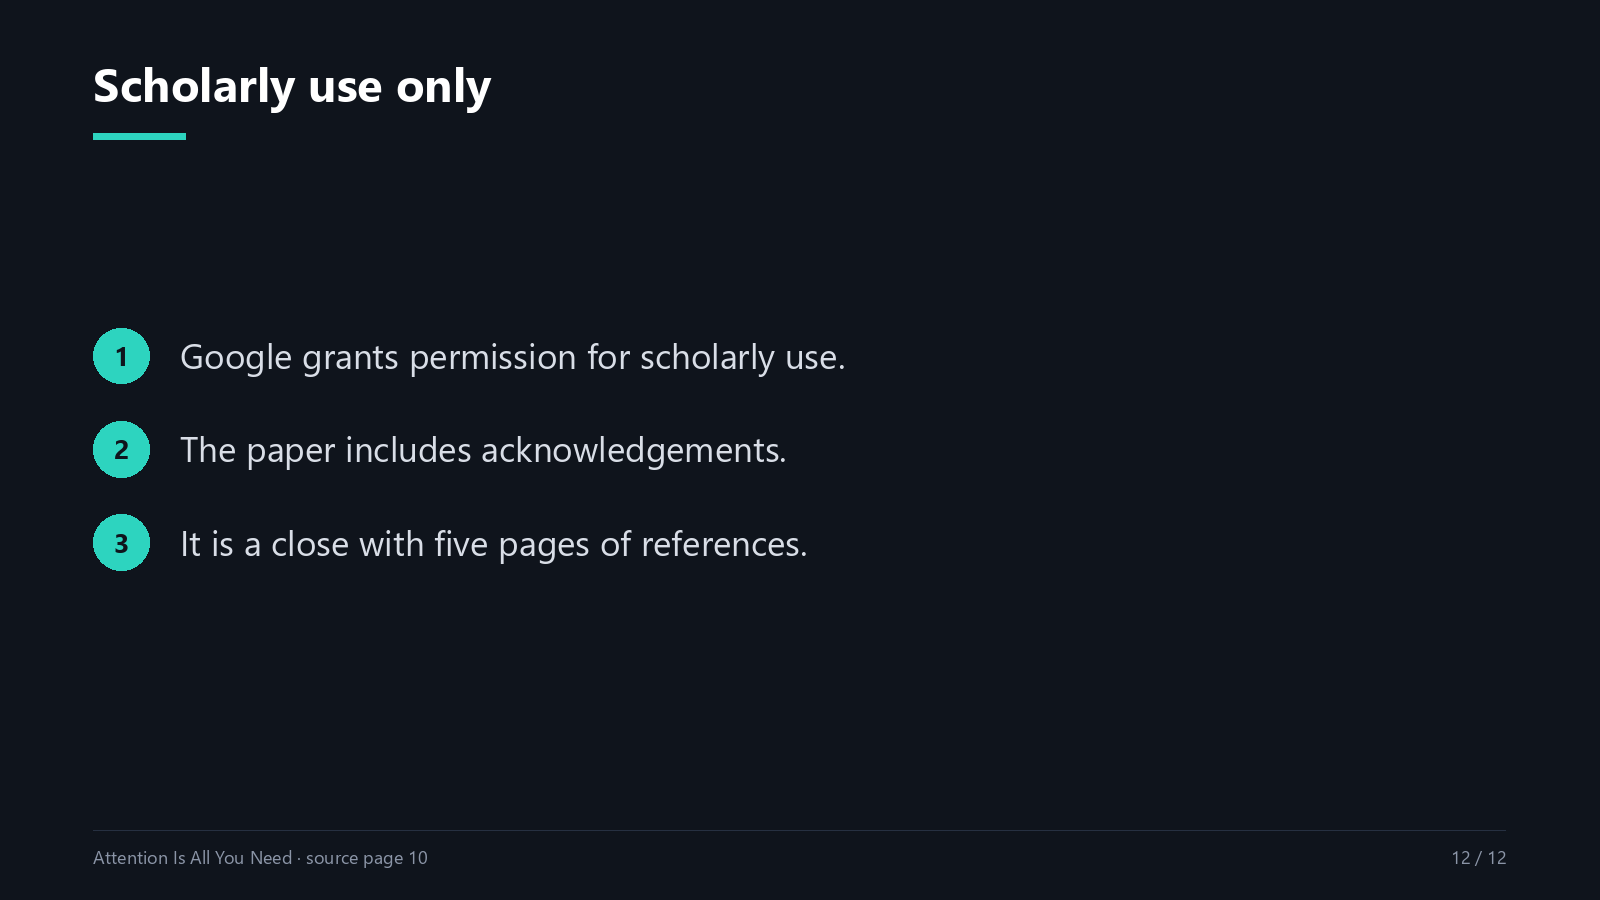 Scholarly use only
1 Google grants permission for scholarly use.
2 The paper includes acknowledgements.
3 It is a close with five pages of references.
Attention Is All You Need · source page 10
12 / 12